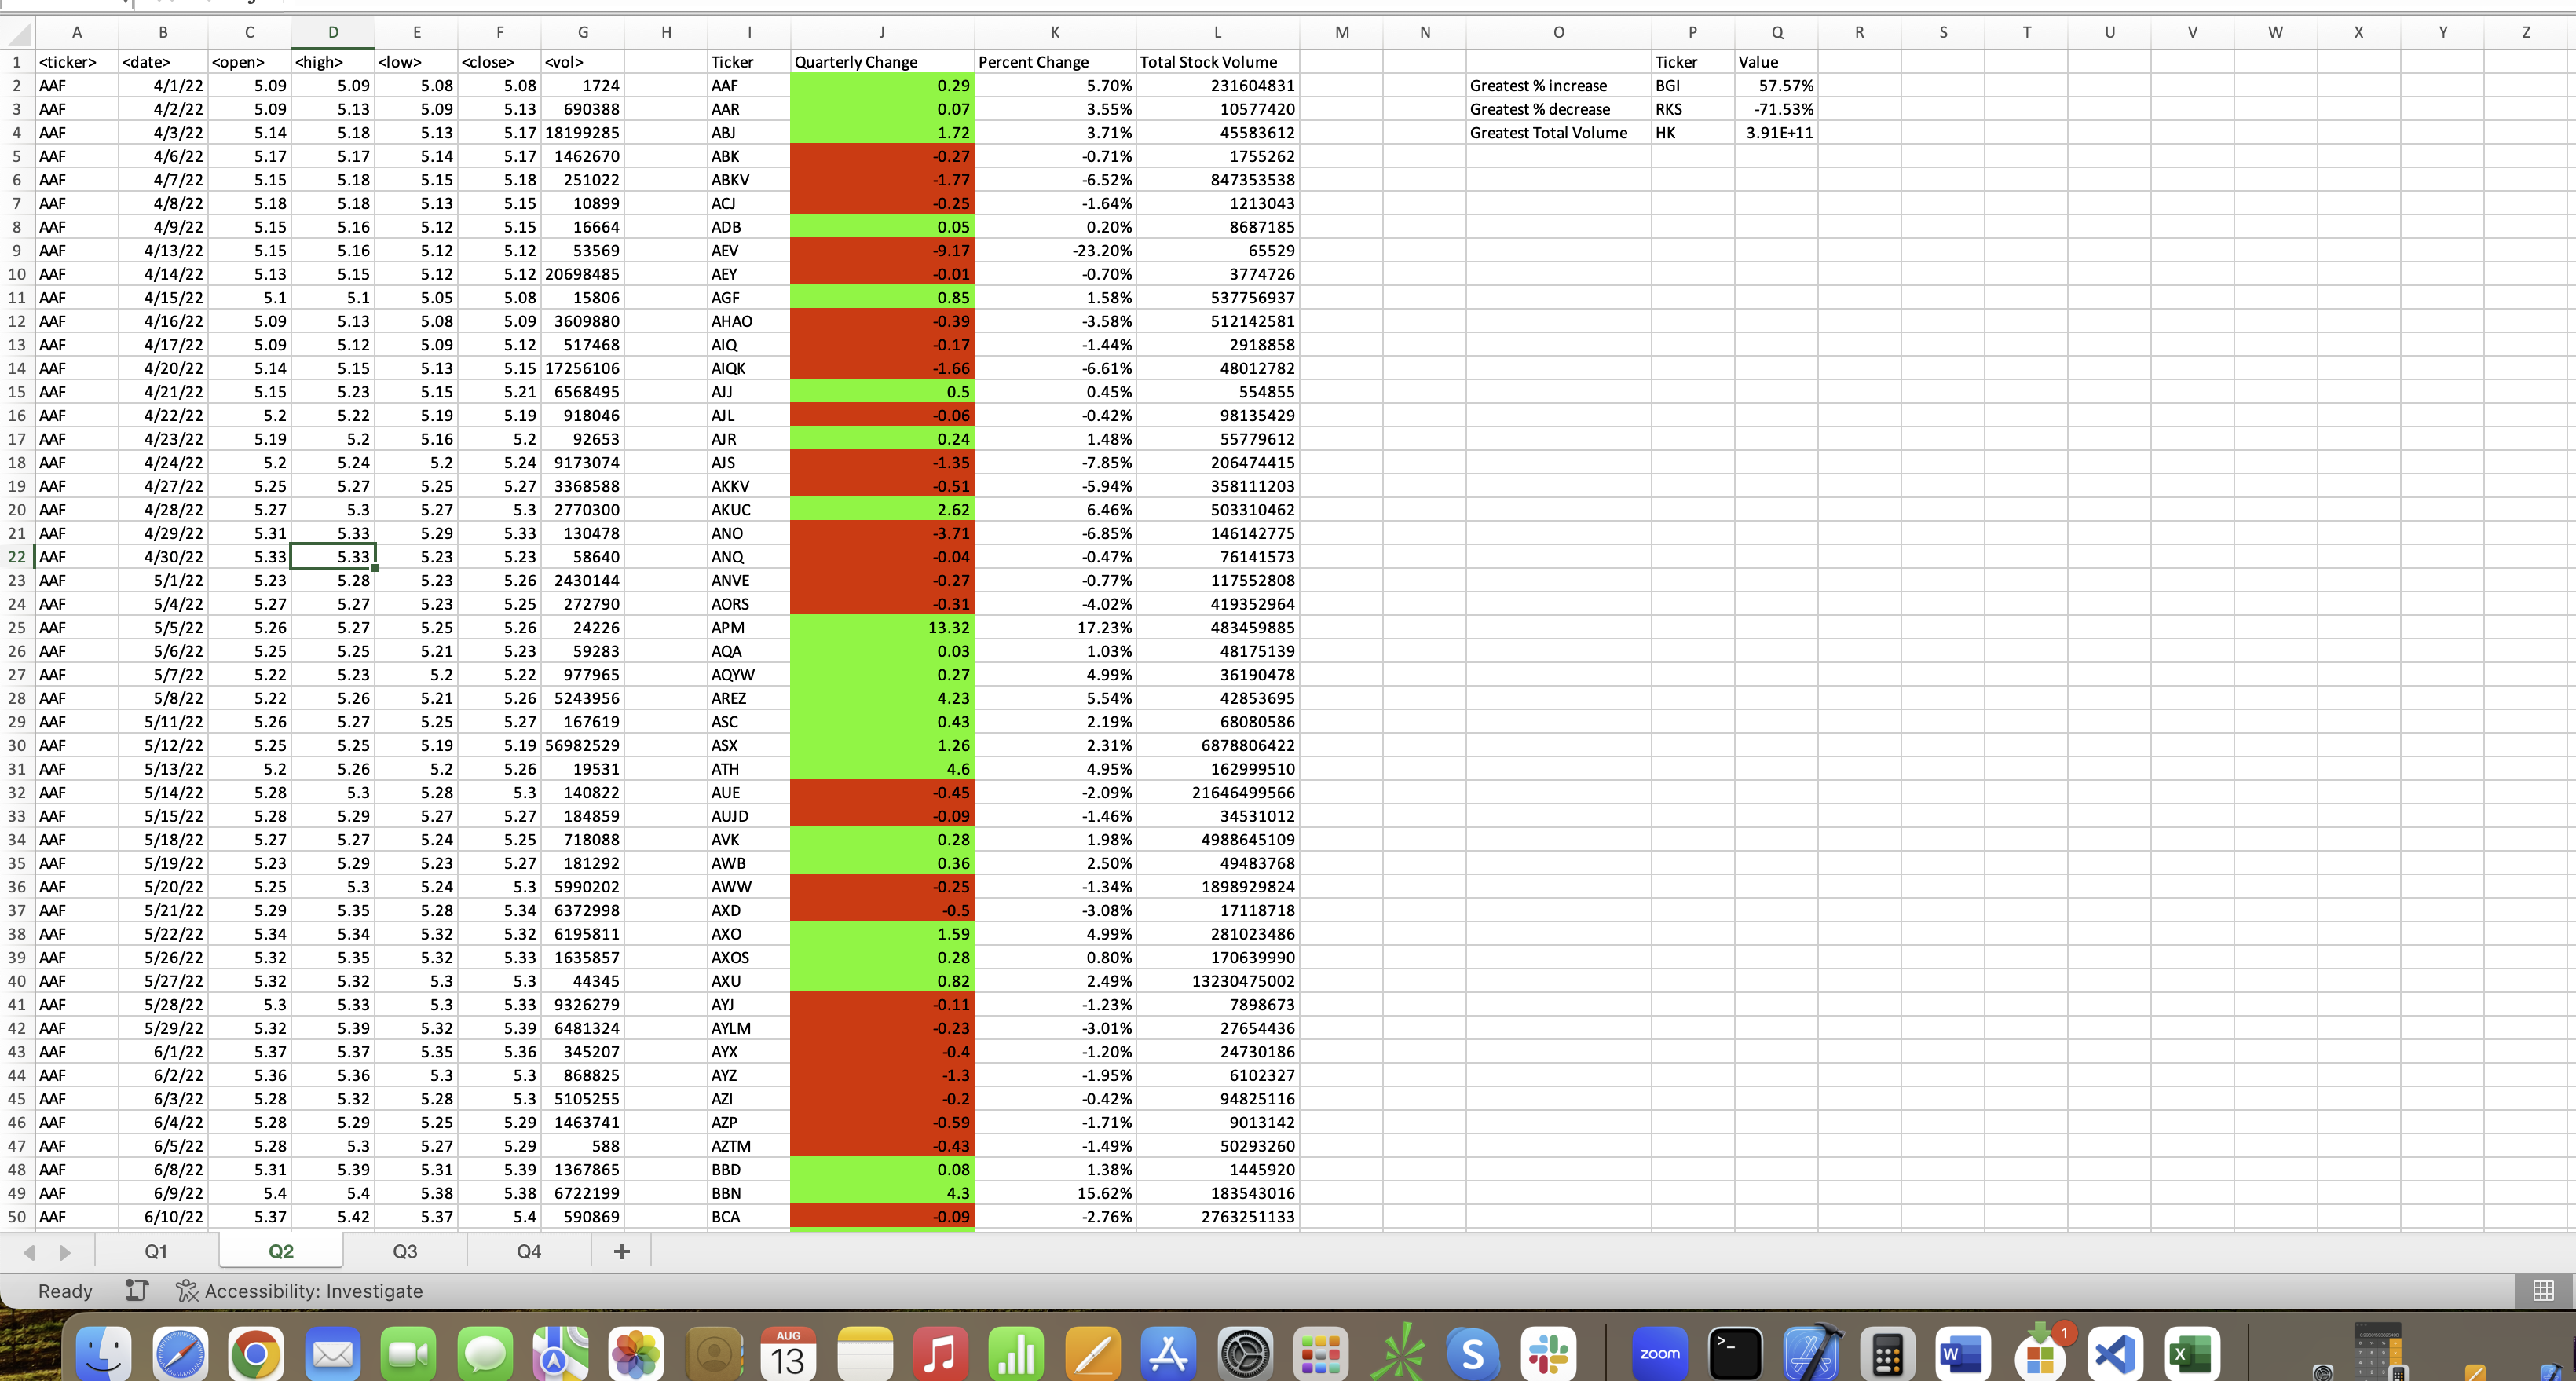 A B C D E F G H I J K L M N O P Q R S T U V W X Y Z
1 <ticker> <date> <open> <high> <low> <close> <vol> Ticker Quarterly Change Percent Change Total Stock Volume Ticker Value
2 AAF 4/1/22 5.09 5.09 5.08 5.08 1724 AAF 0.29 5.70% 231604831 Greatest % increase BGI 57.57%
3 AAF 4/2/22 5.09 5.13 5.09 5.13 690388 AAR 0.07 3.55% 10577420 Greatest % decrease RKS -71.53%
4 AAF 4/3/22 5.14 5.18 5.13 5.17 18199285 ABJ 1.72 3.71% 45583612 Greatest Total Volume HK 3.91E+11
5 AAF 4/6/22 5.17 5.17 5.14 5.17 1462670 ABK -0.27 -0.71% 1755262
6 AAF 4/7/22 5.15 5.18 5.15 5.18 251022 ABKV -1.77 -6.52% 847353538
7 AAF 4/8/22 5.18 5.18 5.13 5.15 10899 ACJ -0.25 -1.64% 1213043
8 AAF 4/9/22 5.15 5.16 5.12 5.15 16664 ADB 0.05 0.20% 8687185
9 AAF 4/13/22 5.15 5.16 5.12 5.12 53569 AEV -9.17 -23.20% 65529
10 AAF 4/14/22 5.13 5.15 5.12 5.12 20698485 AEY -0.01 -0.70% 3774726
11 AAF 4/15/22 5.1 5.1 5.05 5.08 15806 AGF 0.85 1.58% 537756937
12 AAF 4/16/22 5.09 5.13 5.08 5.09 3609880 AHAO -0.39 -3.58% 512142581
13 AAF 4/17/22 5.09 5.12 5.09 5.12 517468 AIQ -0.17 -1.44% 2918858
14 AAF 4/20/22 5.14 5.15 5.13 5.15 17256106 AIQK -1.66 -6.61% 48012782
15 AAF 4/21/22 5.15 5.23 5.15 5.21 6568495 AJJ 0.5 0.45% 554855
16 AAF 4/22/22 5.2 5.22 5.19 5.19 918046 AJL -0.06 -0.42% 98135429
17 AAF 4/23/22 5.19 5.2 5.16 5.2 92653 AJR 0.24 1.48% 55779612
18 AAF 4/24/22 5.2 5.24 5.2 5.24 9173074 AJS -1.35 -7.85% 206474415
19 AAF 4/27/22 5.25 5.27 5.25 5.27 3368588 AKKV -0.51 -5.94% 358111203
20 AAF 4/28/22 5.27 5.3 5.27 5.3 2770300 AKUC 2.62 6.46% 503310462
21 AAF 4/29/22 5.31 5.33 5.29 5.33 130478 ANO -3.71 -6.85% 146142775
22 AAF 4/30/22 5.33 5.33 5.23 5.23 58640 ANQ -0.04 -0.47% 76141573
23 AAF 5/1/22 5.23 5.28 5.23 5.26 2430144 ANVE -0.27 -0.77% 117552808
24 AAF 5/4/22 5.27 5.27 5.23 5.25 272790 AORS -0.31 -4.02% 419352964
25 AAF 5/5/22 5.26 5.27 5.25 5.26 24226 APM 13.32 17.23% 483459885
26 AAF 5/6/22 5.25 5.25 5.21 5.23 59283 AQA 0.03 1.03% 48175139
27 AAF 5/7/22 5.22 5.23 5.2 5.22 977965 AQYW 0.27 4.99% 36190478
28 AAF 5/8/22 5.22 5.26 5.21 5.26 5243956 AREZ 4.23 5.54% 42853695
29 AAF 5/11/22 5.26 5.27 5.25 5.27 167619 ASC 0.43 2.19% 68080586
30 AAF 5/12/22 5.25 5.25 5.19 5.19 56982529 ASX 1.26 2.31% 6878806422
31 AAF 5/13/22 5.2 5.26 5.2 5.26 19531 ATH 4.6 4.95% 162999510
32 AAF 5/14/22 5.28 5.3 5.28 5.3 140822 AUE -0.45 -2.09% 21646499566
33 AAF 5/15/22 5.28 5.29 5.27 5.27 184859 AUJD -0.09 -1.46% 34531012
34 AAF 5/18/22 5.27 5.27 5.24 5.25 718088 AVK 0.28 1.98% 4988645109
35 AAF 5/19/22 5.23 5.29 5.23 5.27 181292 AWB 0.36 2.50% 49483768
36 AAF 5/20/22 5.25 5.3 5.24 5.3 5990202 AWW -0.25 -1.34% 1898929824
37 AAF 5/21/22 5.29 5.35 5.28 5.34 6372998 AXD -0.5 -3.08% 17118718
38 AAF 5/22/22 5.34 5.34 5.32 5.32 6195811 AXO 1.59 4.99% 281023486
39 AAF 5/26/22 5.32 5.35 5.32 5.33 1635857 AXOS 0.28 0.80% 170639990
40 AAF 5/27/22 5.32 5.32 5.3 5.3 44345 AXU 0.82 2.49% 13230475002
41 AAF 5/28/22 5.3 5.33 5.3 5.33 9326279 AYJ -0.11 -1.23% 7898673
42 AAF 5/29/22 5.32 5.39 5.32 5.39 6481324 AYLM -0.23 -3.01% 27654436
43 AAF 6/1/22 5.37 5.37 5.35 5.36 345207 AYX -0.4 -1.20% 24730186
44 AAF 6/2/22 5.36 5.36 5.3 5.3 868825 AYZ -1.3 -1.95% 6102327
45 AAF 6/3/22 5.28 5.32 5.28 5.3 5105255 AZI -0.2 -0.42% 94825116
46 AAF 6/4/22 5.28 5.29 5.25 5.29 1463741 AZP -0.59 -1.71% 9013142
47 AAF 6/5/22 5.28 5.3 5.27 5.29 588 AZTM -0.43 -1.49% 50293260
48 AAF 6/8/22 5.31 5.39 5.31 5.39 1367865 BBD 0.08 1.38% 1445920
49 AAF 6/9/22 5.4 5.4 5.38 5.38 6722199 BBN 4.3 15.62% 183543016
50 AAF 6/10/22 5.37 5.42 5.37 5.4 590869 BCA -0.09 -2.76% 2763251133
Q1 Q2 Q3 Q4 +
Ready Accessibility: Investigate
AUG
13
zoom
>_
1